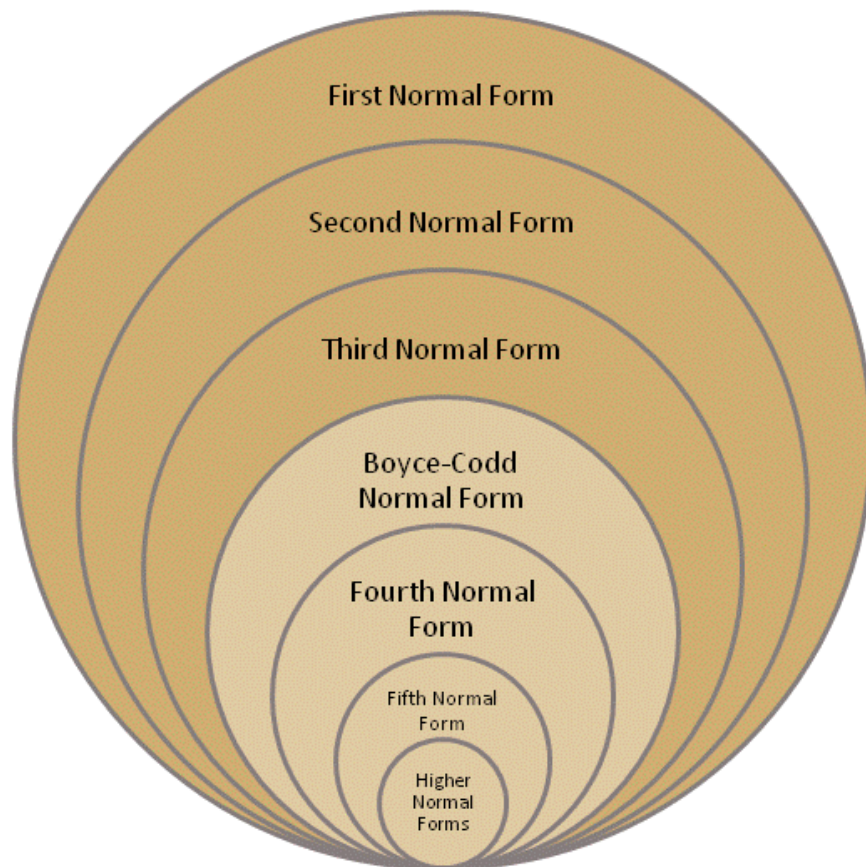 First Normal Form
Second Normal Form
Third Normal Form
Boyce-Codd
Normal Form
Fourth Normal
Form
Fifth Normal
Form
Higher
Normal
Forms